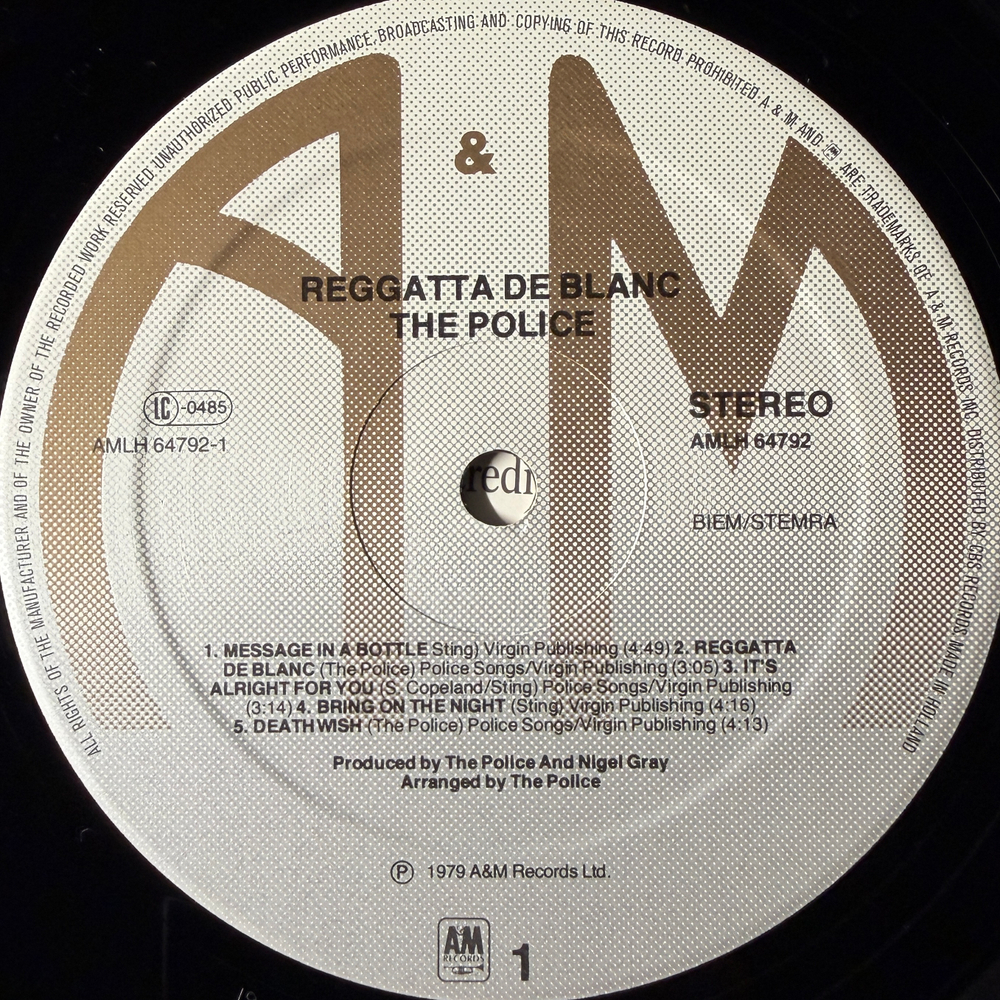 ALL RIGHTS OF THE MANUFACTURER AND OF THE OWNER OF THE RECORDED WORK RESERVED UNAUTHORIZED PUBLIC PERFORMANCE BROADCASTING AND COPYING OF THIS RECORD PROHIBITED A & M AND ARE TRADEMARKS OF A & M RECORDS INC DISTRIBUTED BY CBS RECORDS MADE IN HOLLAND
A & M
REGGATTA DE BLANC
THE POLICE
LC -0485
AMLH 64792-1
STEREO
AMLH 64792
BIEM/STEMRA
1. MESSAGE IN A BOTTLE Sting) Virgin Publishing (4:49) 2. REGGATTA
DE BLANC (The Police) Police Songs/Virgin Publishing (3:05) 3. IT'S
ALRIGHT FOR YOU (S. Copeland/Sting) Police Songs/Virgin Publishing
(3:14) 4. BRING ON THE NIGHT (Sting) Virgin Publishing (4:16)
5. DEATH WISH (The Police) Police Songs/Virgin Publishing (4:13)
Produced by The Police And Nigel Gray
Arranged by The Police
℗ 1979 A&M Records Ltd.
AM
RECORDS
1